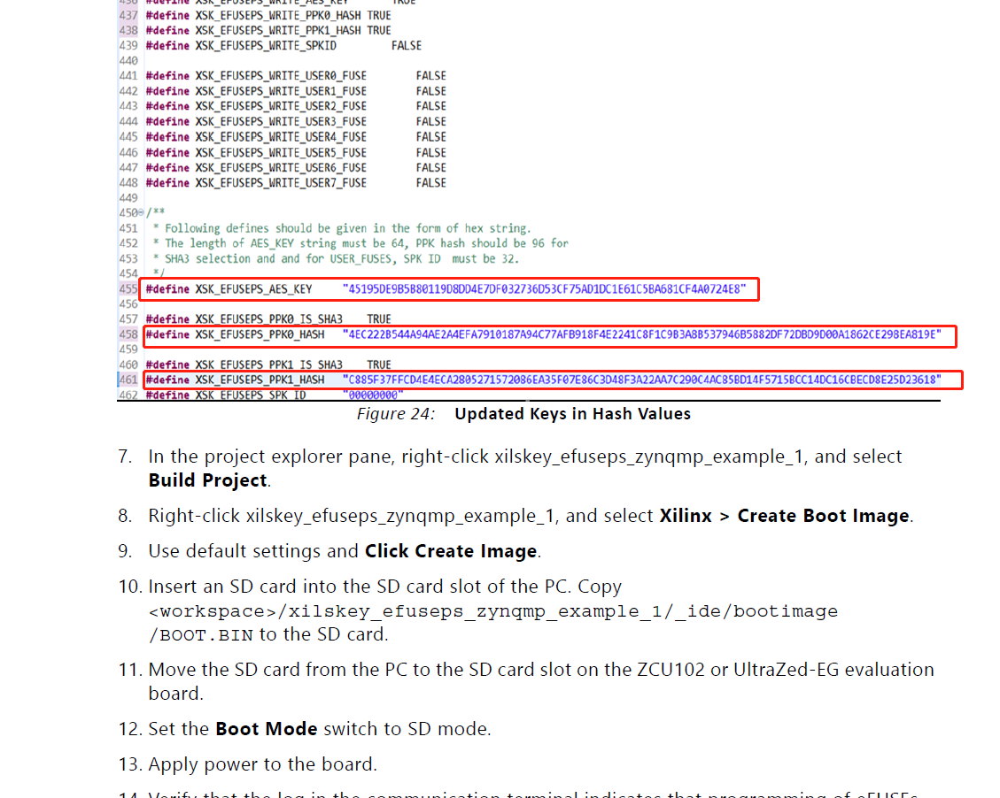 436 #define XSK_EFUSEPS_WRITE_AES_KEY TRUE
437 #define XSK_EFUSEPS_WRITE_PPK0_HASH TRUE
438 #define XSK_EFUSEPS_WRITE_PPK1_HASH TRUE
439 #define XSK_EFUSEPS_WRITE_SPKID FALSE
440
441 #define XSK_EFUSEPS_WRITE_USER0_FUSE FALSE
442 #define XSK_EFUSEPS_WRITE_USER1_FUSE FALSE
443 #define XSK_EFUSEPS_WRITE_USER2_FUSE FALSE
444 #define XSK_EFUSEPS_WRITE_USER3_FUSE FALSE
445 #define XSK_EFUSEPS_WRITE_USER4_FUSE FALSE
446 #define XSK_EFUSEPS_WRITE_USER5_FUSE FALSE
447 #define XSK_EFUSEPS_WRITE_USER6_FUSE FALSE
448 #define XSK_EFUSEPS_WRITE_USER7_FUSE FALSE
449
450 /**
451 * Following defines should be given in the form of hex string.
452 * The length of AES_KEY string must be 64, PPK hash should be 96 for
453 * SHA3 selection and and for USER_FUSES, SPK ID must be 32.
454 */
455 #define XSK_EFUSEPS_AES_KEY "45195DE9B5B80119D8DD4E7DF032736D53CF75AD1DC1E61C5BA681CF4A0724E8"
456
457 #define XSK_EFUSEPS_PPK0_IS_SHA3 TRUE
458 #define XSK_EFUSEPS_PPK0_HASH "4EC222B544A94AE2A4EFA7910187A94C77AFB918F4E2241C8F1C9B3A8B537946B5882DF72DBD9D00A1862CE298EA819E"
459
460 #define XSK_EFUSEPS_PPK1_IS_SHA3 TRUE
461 #define XSK_EFUSEPS_PPK1_HASH "C885F37FFCD4E4ECA2805271572086EA35F07E86C3D48F3A22AA7C290C4AC85BD14F5715BCC14DC16CBECD8E25D23618"
462 #define XSK_EFUSEPS_SPK_ID "00000000"
Figure 24: Updated Keys in Hash Values
7. In the project explorer pane, right-click xilskey_efuseps_zynqmp_example_1, and select
Build Project.
8. Right-click xilskey_efuseps_zynqmp_example_1, and select Xilinx > Create Boot Image.
9. Use default settings and Click Create Image.
10. Insert an SD card into the SD card slot of the PC. Copy
<workspace>/xilskey_efuseps_zynqmp_example_1/_ide/bootimage
/BOOT.BIN to the SD card.
11. Move the SD card from the PC to the SD card slot on the ZCU102 or UltraZed-EG evaluation
board.
12. Set the Boot Mode switch to SD mode.
13. Apply power to the board.
14. Verify that the log in the communication terminal indicates that programming of eFUSEs